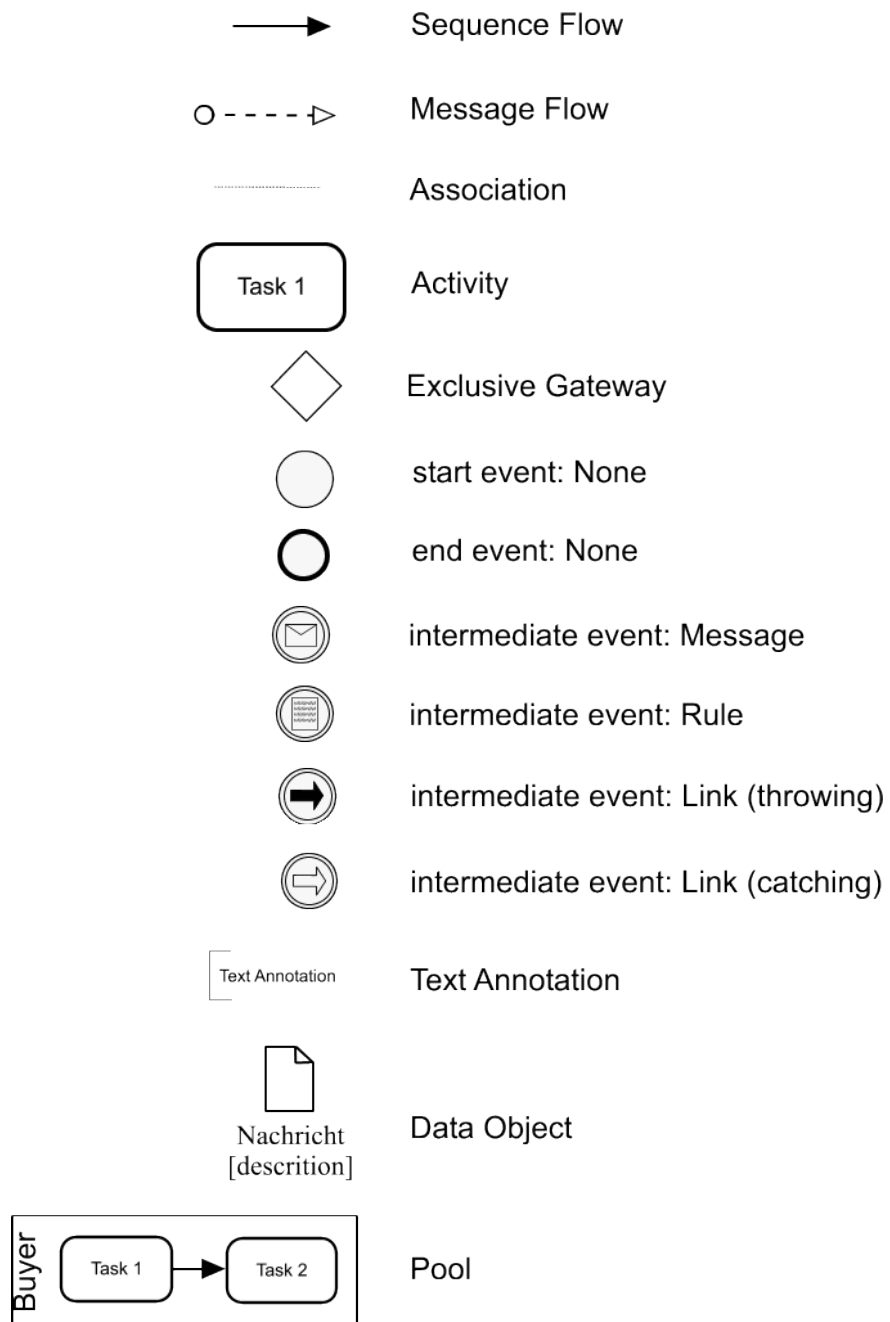 Sequence Flow
Message Flow
Association
Task 1
Activity
Exclusive Gateway
start event: None
end event: None
intermediate event: Message
intermediate event: Rule
intermediate event: Link (throwing)
intermediate event: Link (catching)
Text Annotation
Text Annotation
Nachricht
[descrition]
Data Object
Buyer
Task 1
Task 2
Pool